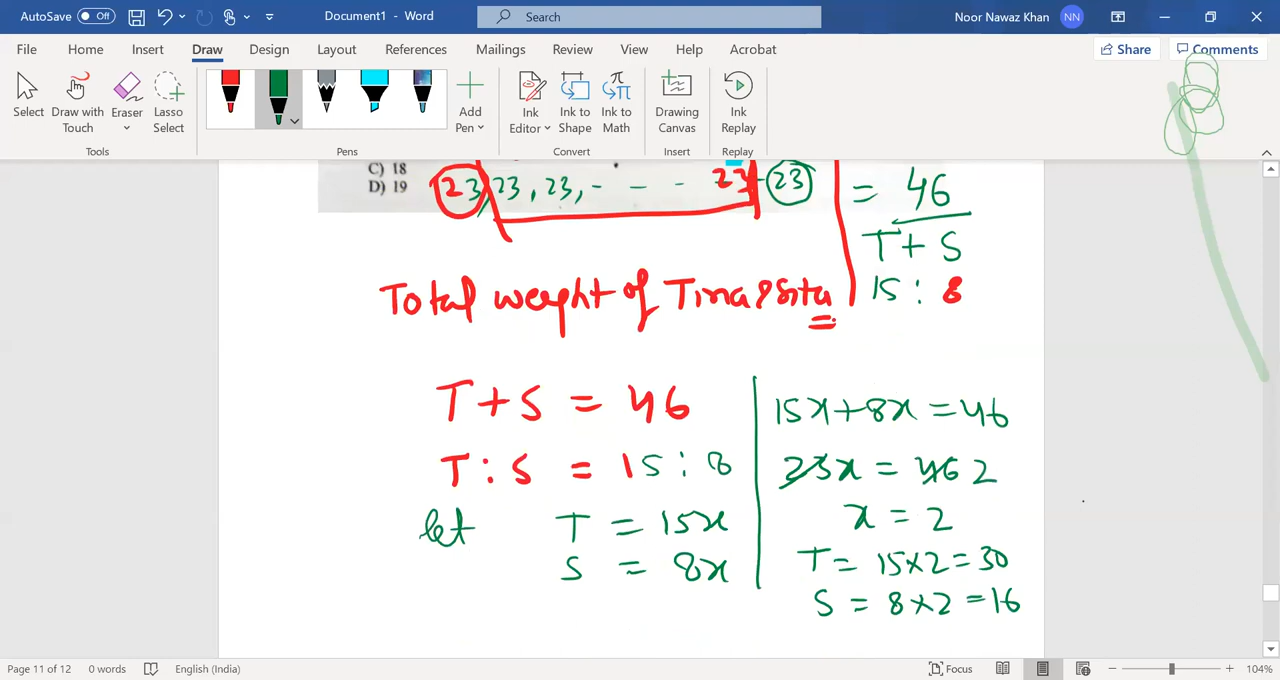 AutoSave Off Document1 - Word Search Noor Nawaz Khan NN
File Home Insert Draw Design Layout References Mailings Review View Help Acrobat Share Comments
Select Draw with Touch Eraser Lasso Select Add Pen Ink Editor Ink to Shape Ink to Math Drawing Canvas Ink Replay
Tools Pens Convert Insert Replay
C) 18
D) 19
23, 23, 23, - - - 23 23
= 46
T + S
15 : 8
Total weight of Tina & Sita
T + S = 46
T : S = 15 : 8
let T = 15x
S = 8x
15x + 8x = 46
23x = 46 2
x = 2
T = 15 × 2 = 30
S = 8 × 2 = 16
Page 11 of 12 0 words English (India) Focus 104%